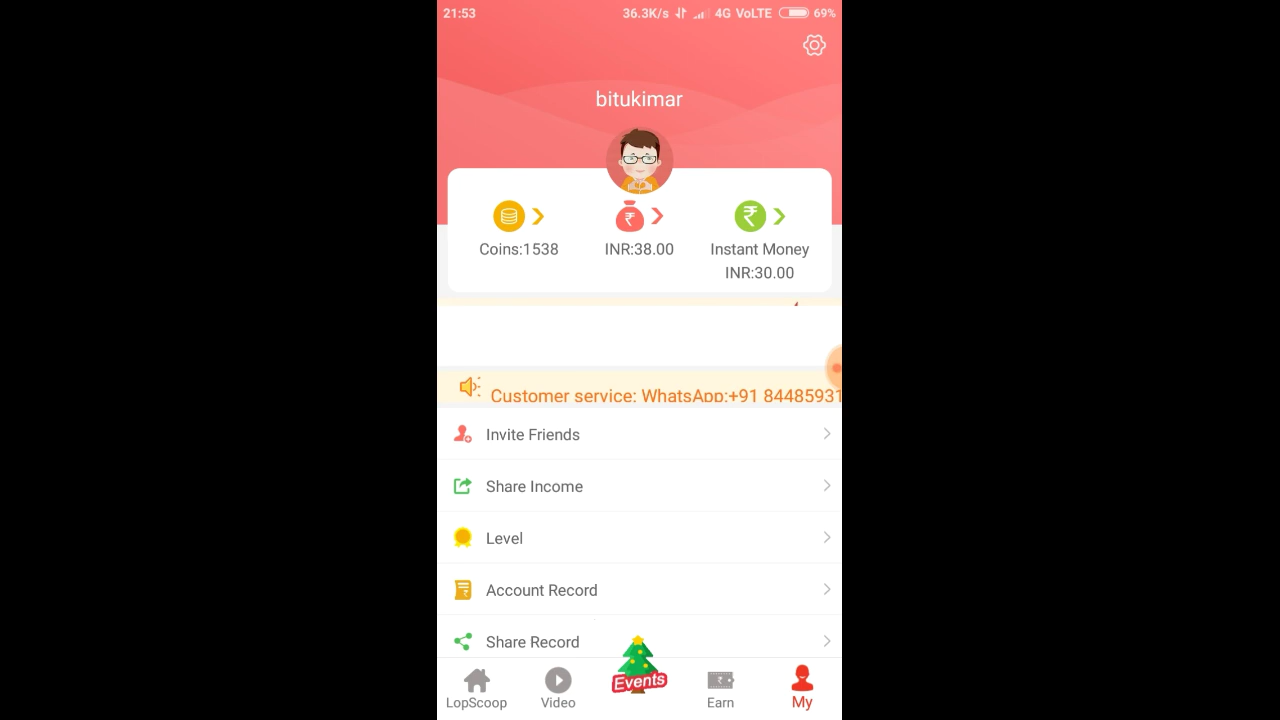 21:53 36.3K/s 4G VoLTE 69%
bitukimar
Coins:1538 INR:38.00 Instant Money
INR:30.00
Customer service: WhatsApp:+91 84485931
Invite Friends
Share Income
Level
Account Record
Share Record
Events
LopScoop Video Earn My